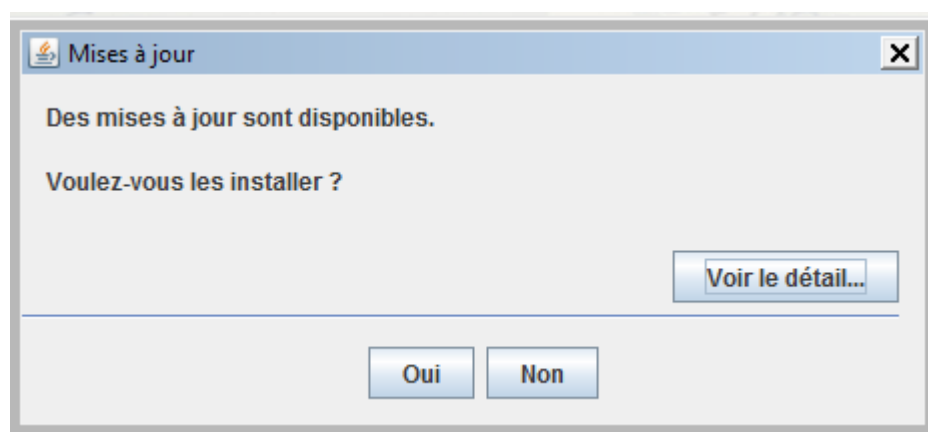 Mises à jour
Des mises à jour sont disponibles.
Voulez-vous les installer ?
Voir le détail...
Oui
Non